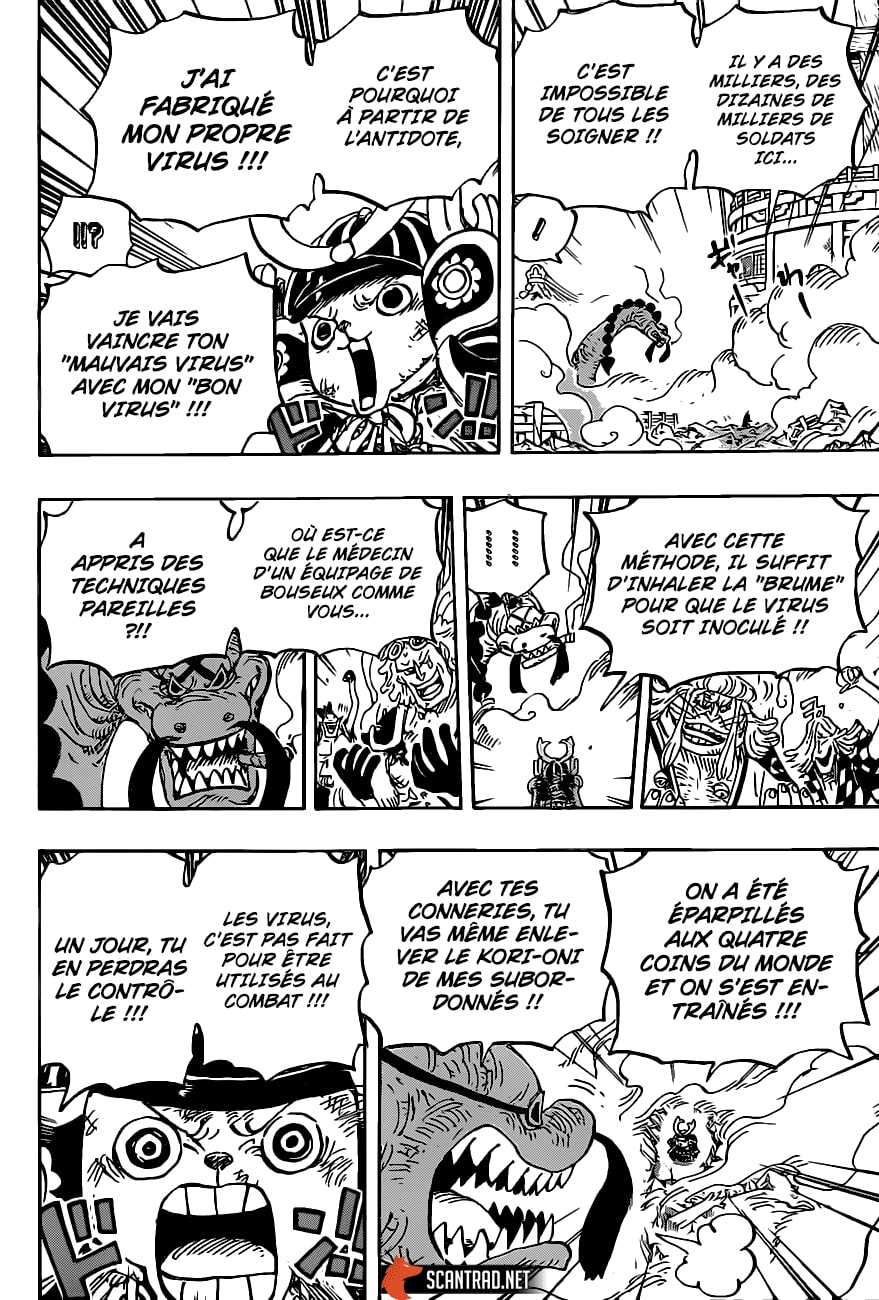 IL Y A DES
MILLIERS, DES
DIZAINES DE
MILLIERS DE
SOLDATS
ICI...
C'EST
IMPOSSIBLE
DE TOUS LES
SOIGNER !!
!
C'EST
POURQUOI
À PARTIR DE
L'ANTIDOTE,
J'AI
FABRIQUÉ
MON PROPRE
VIRUS !!!
!!?
JE VAIS
VAINCRE TON
"MAUVAIS VIRUS"
AVEC MON "BON
VIRUS" !!!
AVEC CETTE
MÉTHODE, IL SUFFIT
D'INHALER LA "BRUME"
POUR QUE LE VIRUS
SOIT INOCULÉ !!
OÙ EST-CE
QUE LE MÉDECIN
D'UN ÉQUIPAGE DE
BOUSEUX COMME
VOUS...
A
APPRIS DES
TECHNIQUES
PAREILLES
?!!
ON A ÉTÉ
ÉPARPILLÉS
AUX QUATRE
COINS DU MONDE
ET ON S'EST EN-
TRAÎNÉS !!!
AVEC TES
CONNERIES, TU
VAS MÊME ENLE-
VER LE KORI-ONI
DE MES SUBOR-
DONNÉS !!
LES VIRUS,
C'EST PAS FAIT
POUR ÊTRE
UTILISÉS AU
COMBAT !!!
UN JOUR, TU
EN PERDRAS
LE CONTRÔ-
LE !!!
SCANTRAD.NET